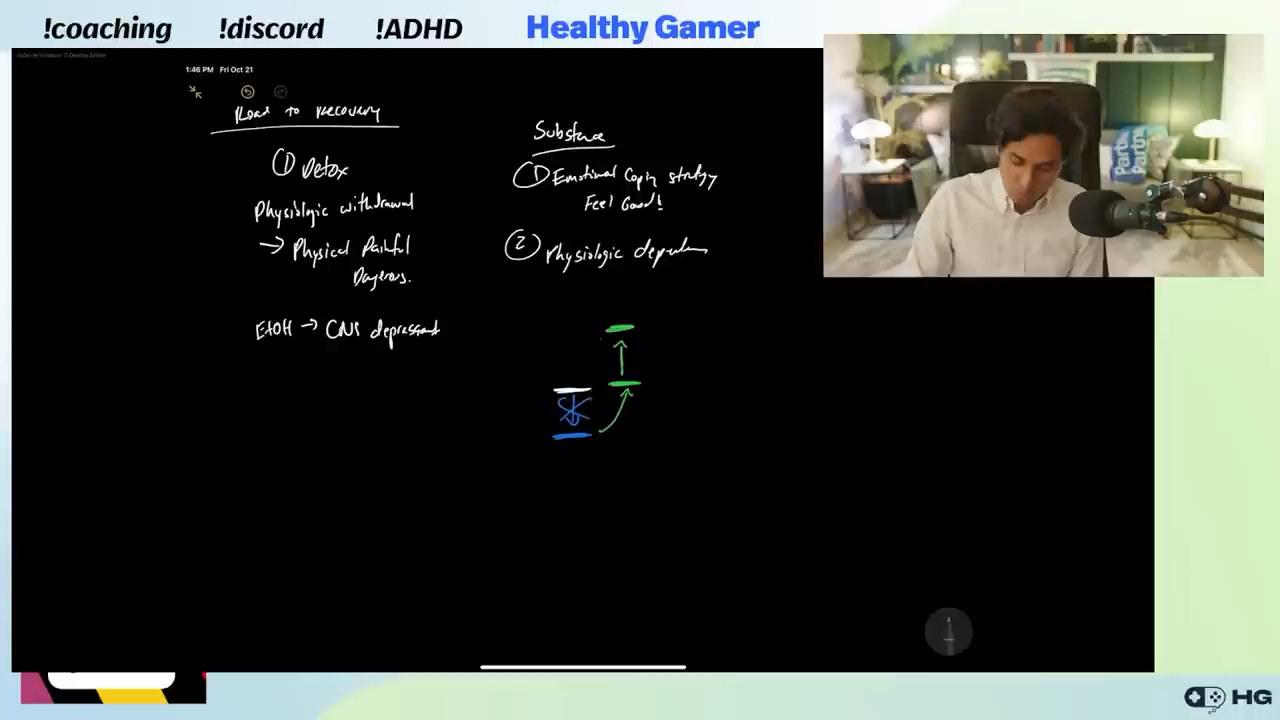 !coaching !discord !ADHD Healthy Gamer
1:46 PM Fri Oct 21
Road to Recovery
① Detox
Physiologic withdrawal
→ Physical Painful
Dangerous.
EtOH → CNS depressant
Substance
① Emotional Coping strategy
Feel Good!
② Physiologic dependence
HG